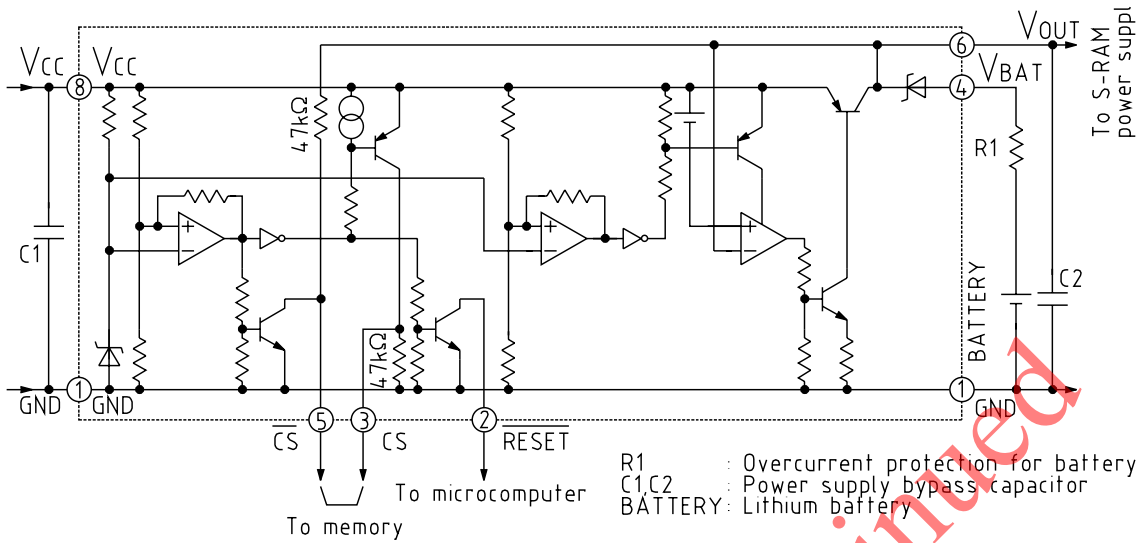 VOUT
To S-RAM
power suppl
VCC
8
VCC
6
VBAT
4
47kΩ
R1
+
−
+
−
+
−
C1
C2
BATTERY
47kΩ
GND
1
GND
1
GND
CS
5
3
CS
2
RESET
To microcomputer
To memory
R1 : Overcurrent protection for battery
C1,C2 : Power supply bypass capacitor
BATTERY : Lithium battery
inued